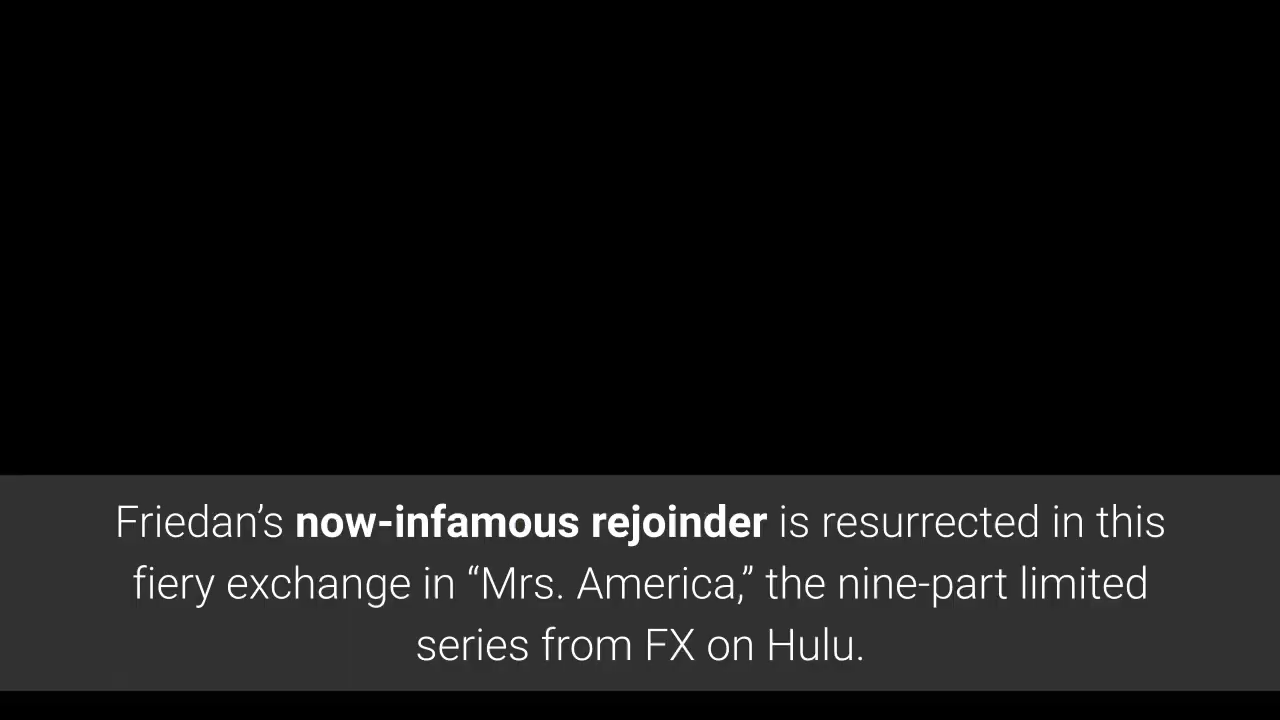 Friedan’s now-infamous rejoinder is resurrected in this
fiery exchange in “Mrs. America,” the nine-part limited
series from FX on Hulu.